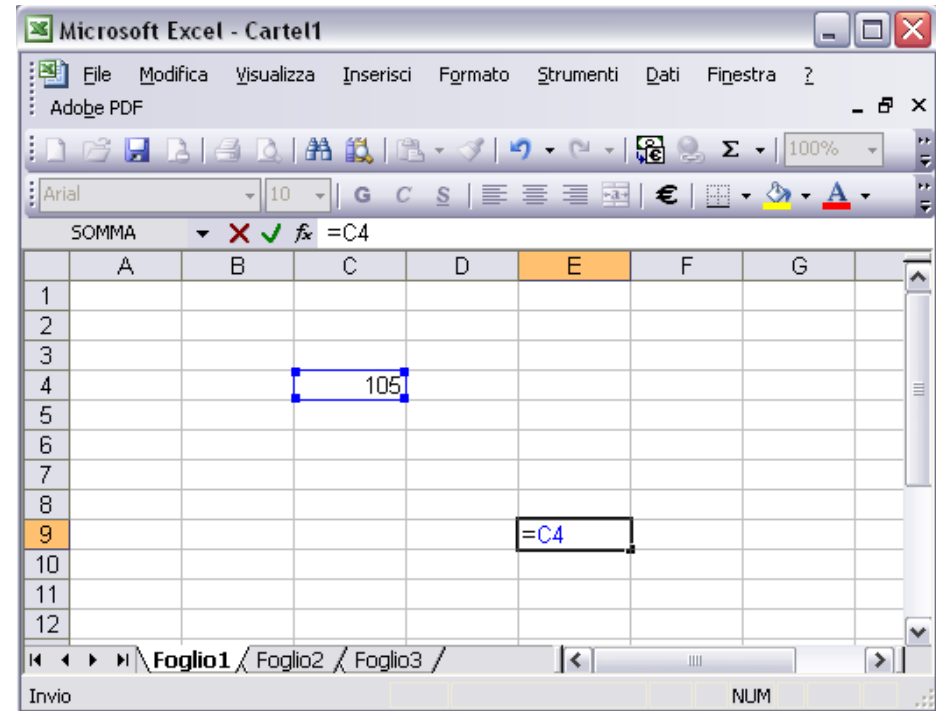 Microsoft Excel - Cartel1
File Modifica Visualizza Inserisci Formato Strumenti Dati Finestra ?
Adobe PDF
100%
Arial 10 G C S €
SOMMA fx =C4
A B C D E F G
1
2
3
4 105
5
6
7
8
9 =C4
10
11
12
Foglio1 Foglio2 Foglio3
Invio NUM